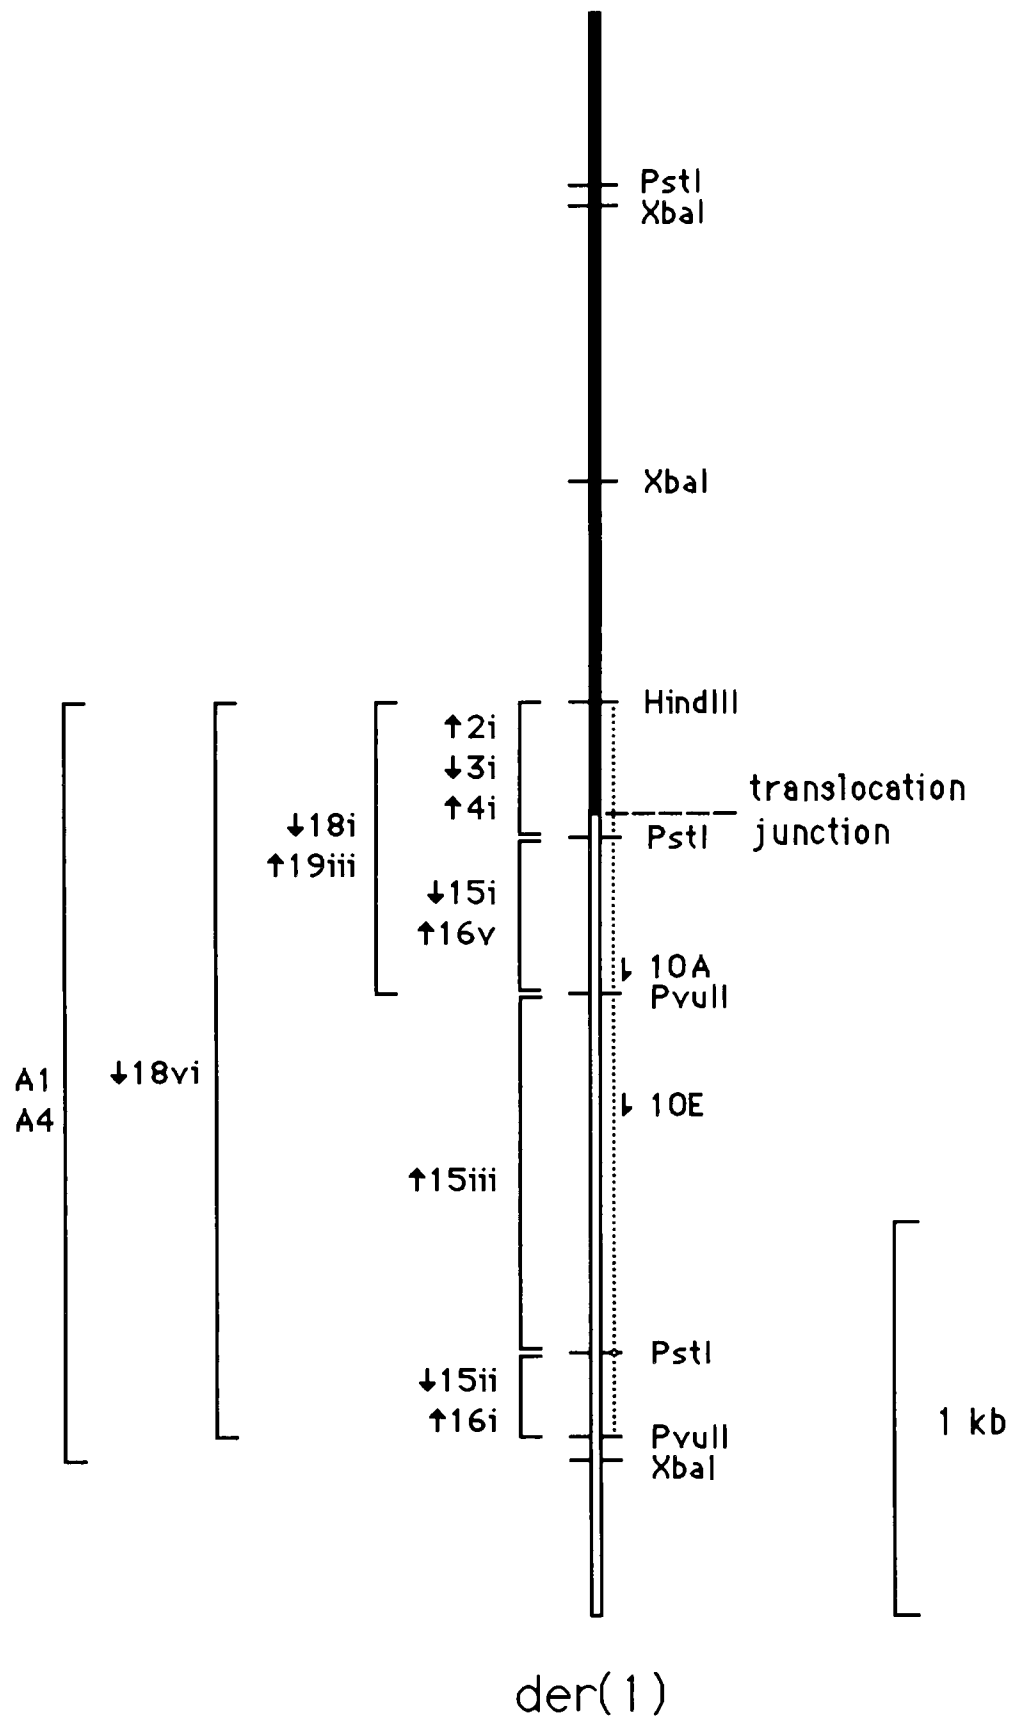 PstI
XbaI
XbaI
HindIII
↑2i
↓3i
↑4i
translocation
junction
↓18i
↑19iii
PstI
↓15i
↑16v
10A
PvuII
A1
A4
↓18vi
10E
↑15iii
PstI
↓15ii
↑16i
1 kb
PvuII
XbaI
der(1)